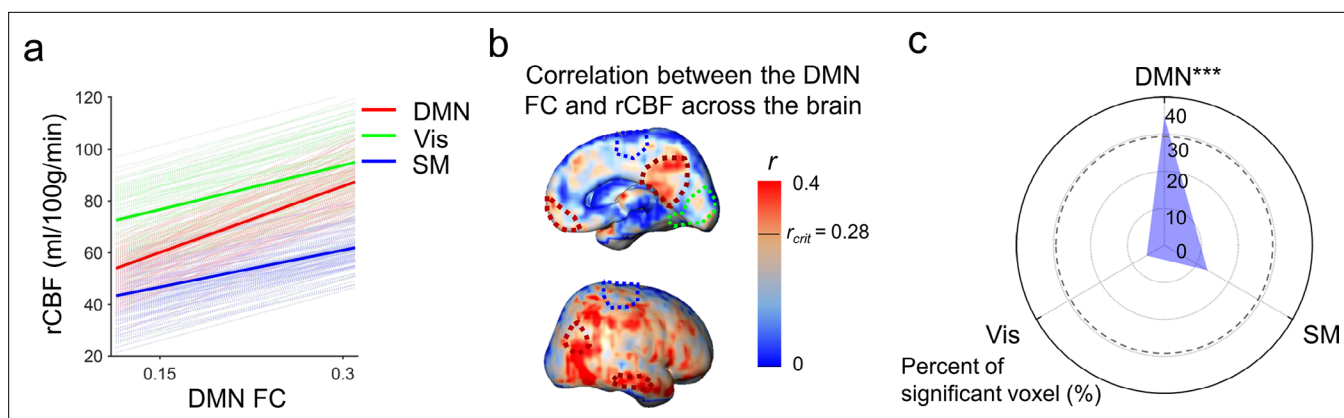 a
rCBF (ml/100g/min)
120
100
80
60
40
20
0.15
0.3
DMN FC
DMN
Vis
SM
b
Correlation between the DMN
FC and rCBF across the brain
r
0.4
rcrit = 0.28
0
c
DMN***
40
30
20
10
0
Vis
SM
Percent of
significant voxel (%)